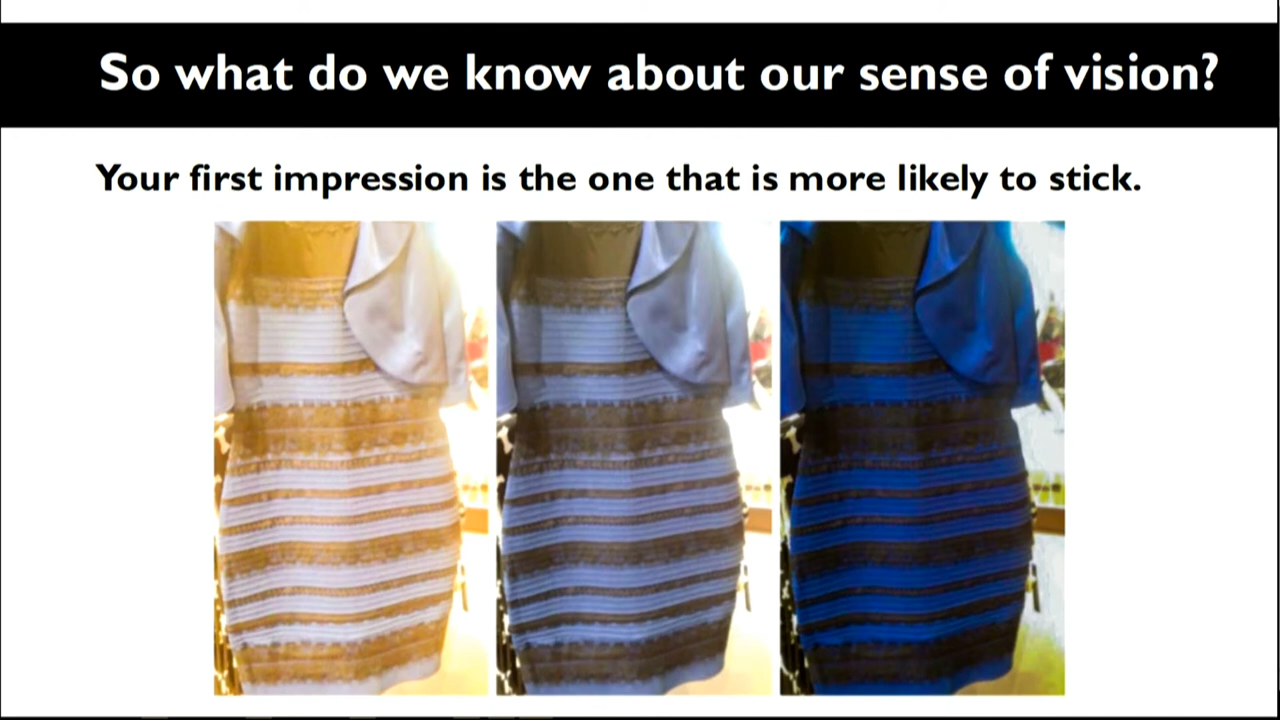 So what do we know about our sense of vision?
Your first impression is the one that is more likely to stick.